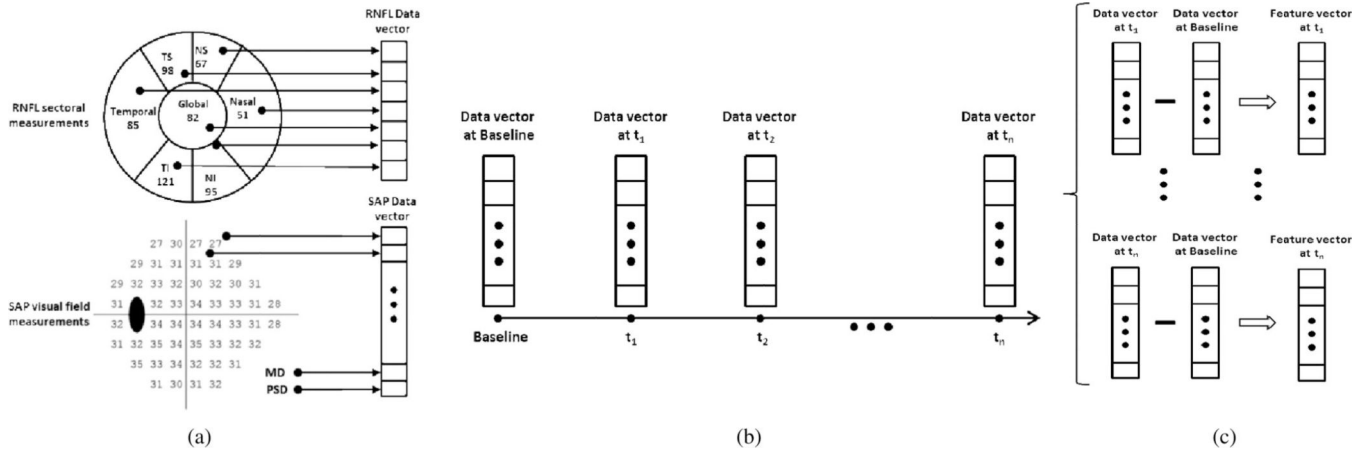 RNFL Data
vector
TS
98
NS
67
RNFL sectoral
measurements
Temporal
85
Global
82
Nasal
51
TI
121
NI
95
SAP Data
vector
27 30 27 27
29 31 31 31 31 29
29 32 33 32 30 32 30 31
31 32 33 34 33 33 31 28
32 34 34 34 34 33 31 28
31 32 35 34 35 33 32 32
35 33 34 32 32 31
31 30 31 32
SAP visual field
measurements
MD
PSD
(a)
Data vector
at Baseline
Data vector
at t1
Data vector
at t2
Data vector
at tn
Baseline
t1
t2
tn
(b)
Data vector
at t1
Data vector
at Baseline
Feature vector
at t1
Data vector
at tn
Data vector
at Baseline
Feature vector
at tn
(c)